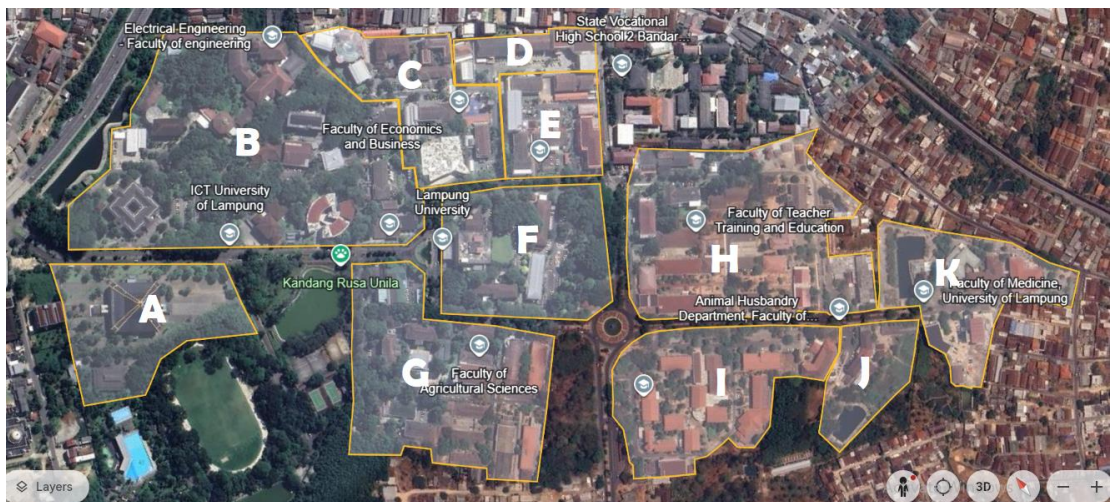 Electrical Engineering
- Faculty of engineering
State Vocational
High School 2 Bandar...
D
C
E
B
Faculty of Economics
and Business
ICT University
of Lampung
Lampung
University
F
Faculty of Teacher
Training and Education
H
Kandang Rusa Unila
K
Faculty of Medicine,
University of Lampung
A
Animal Husbandry
Department, Faculty of...
G
Faculty of
Agricultural Sciences
I
J
Layers
3D